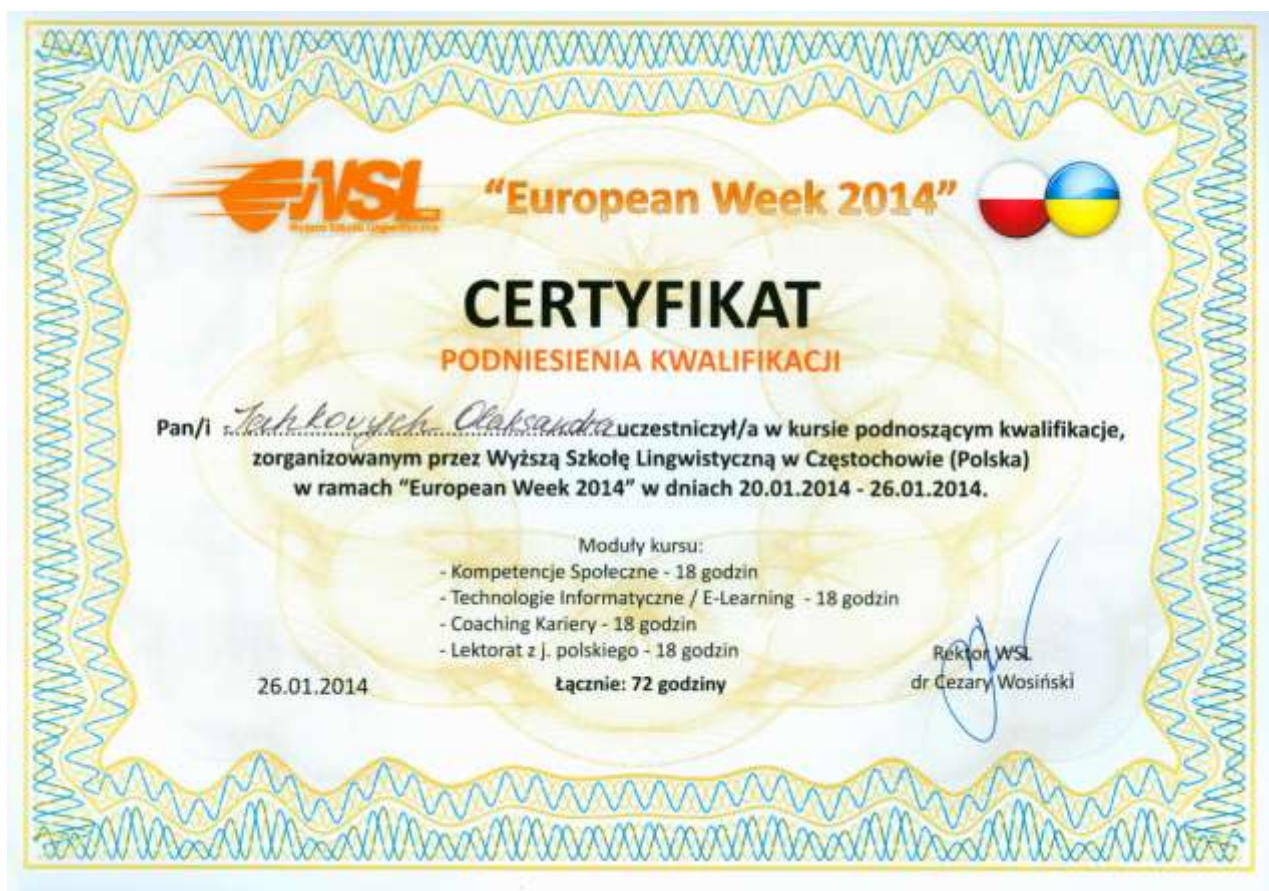 WSL
Wyższa Szkoła Lingwistyczna
"European Week 2014"
CERTYFIKAT
PODNIESIENIA KWALIFIKACJI
Pan/i Oleksandra uczestniczył/a w kursie podnoszącym kwalifikacje,
zorganizowanym przez Wyższą Szkołę Lingwistyczną w Częstochowie (Polska)
w ramach "European Week 2014" w dniach 20.01.2014 - 26.01.2014.
Moduły kursu:
- Kompetencje Społeczne - 18 godzin
- Technologie Informatyczne / E-Learning - 18 godzin
- Coaching Kariery - 18 godzin
- Lektorat z j. polskiego - 18 godzin
Łącznie: 72 godziny
26.01.2014
Rektor WSL
dr Cezary Wosiński